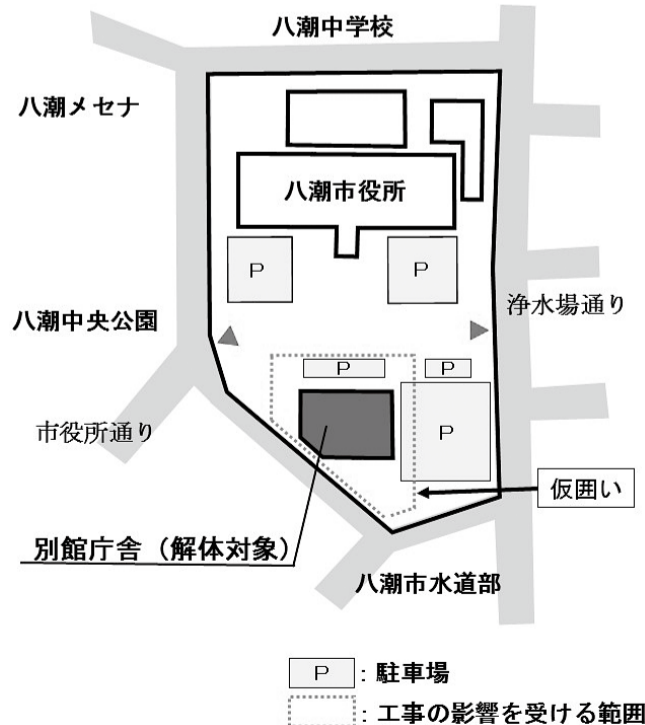 八潮中学校
八潮メセナ
八潮市役所
P
P
八潮中央公園
浄水場通り
P
P
P
市役所通り
仮囲い
別館庁舎（解体対象）
八潮市水道部
P：駐車場
：工事の影響を受ける範囲